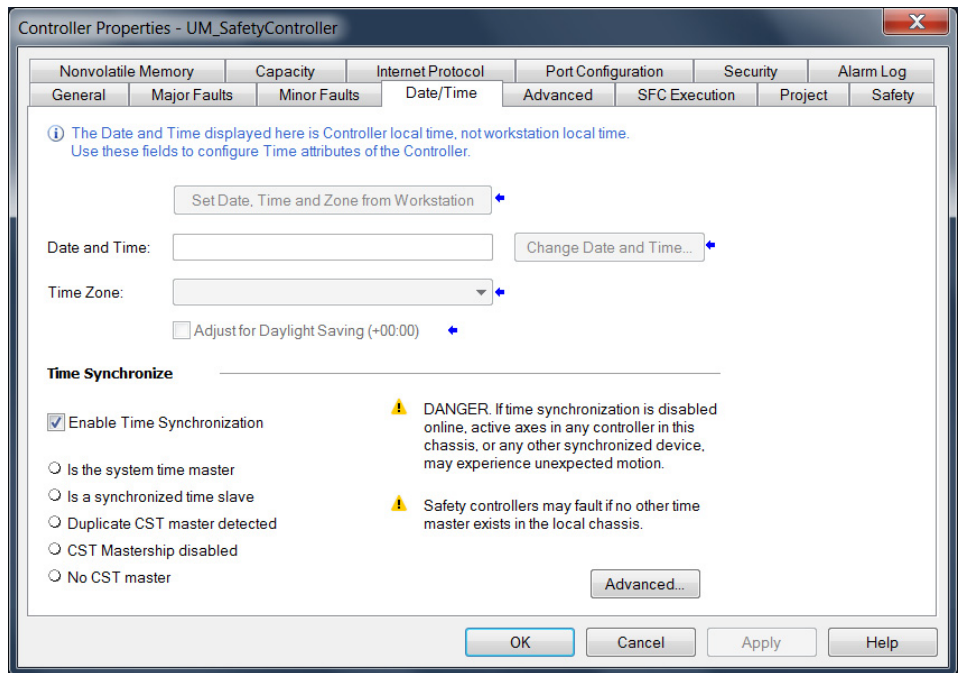 Controller Properties - UM_SafetyController
Nonvolatile Memory Capacity Internet Protocol Port Configuration Security Alarm Log
General Major Faults Minor Faults Date/Time Advanced SFC Execution Project Safety
The Date and Time displayed here is Controller local time, not workstation local time.
Use these fields to configure Time attributes of the Controller.
Set Date, Time and Zone from Workstation
Date and Time: Change Date and Time...
Time Zone:
Adjust for Daylight Saving (+00:00)
Time Synchronize
Enable Time Synchronization
Is the system time master
Is a synchronized time slave
Duplicate CST master detected
CST Mastership disabled
No CST master
DANGER. If time synchronization is disabled
online, active axes in any controller in this
chassis, or any other synchronized device,
may experience unexpected motion.
Safety controllers may fault if no other time
master exists in the local chassis.
Advanced...
OK Cancel Apply Help